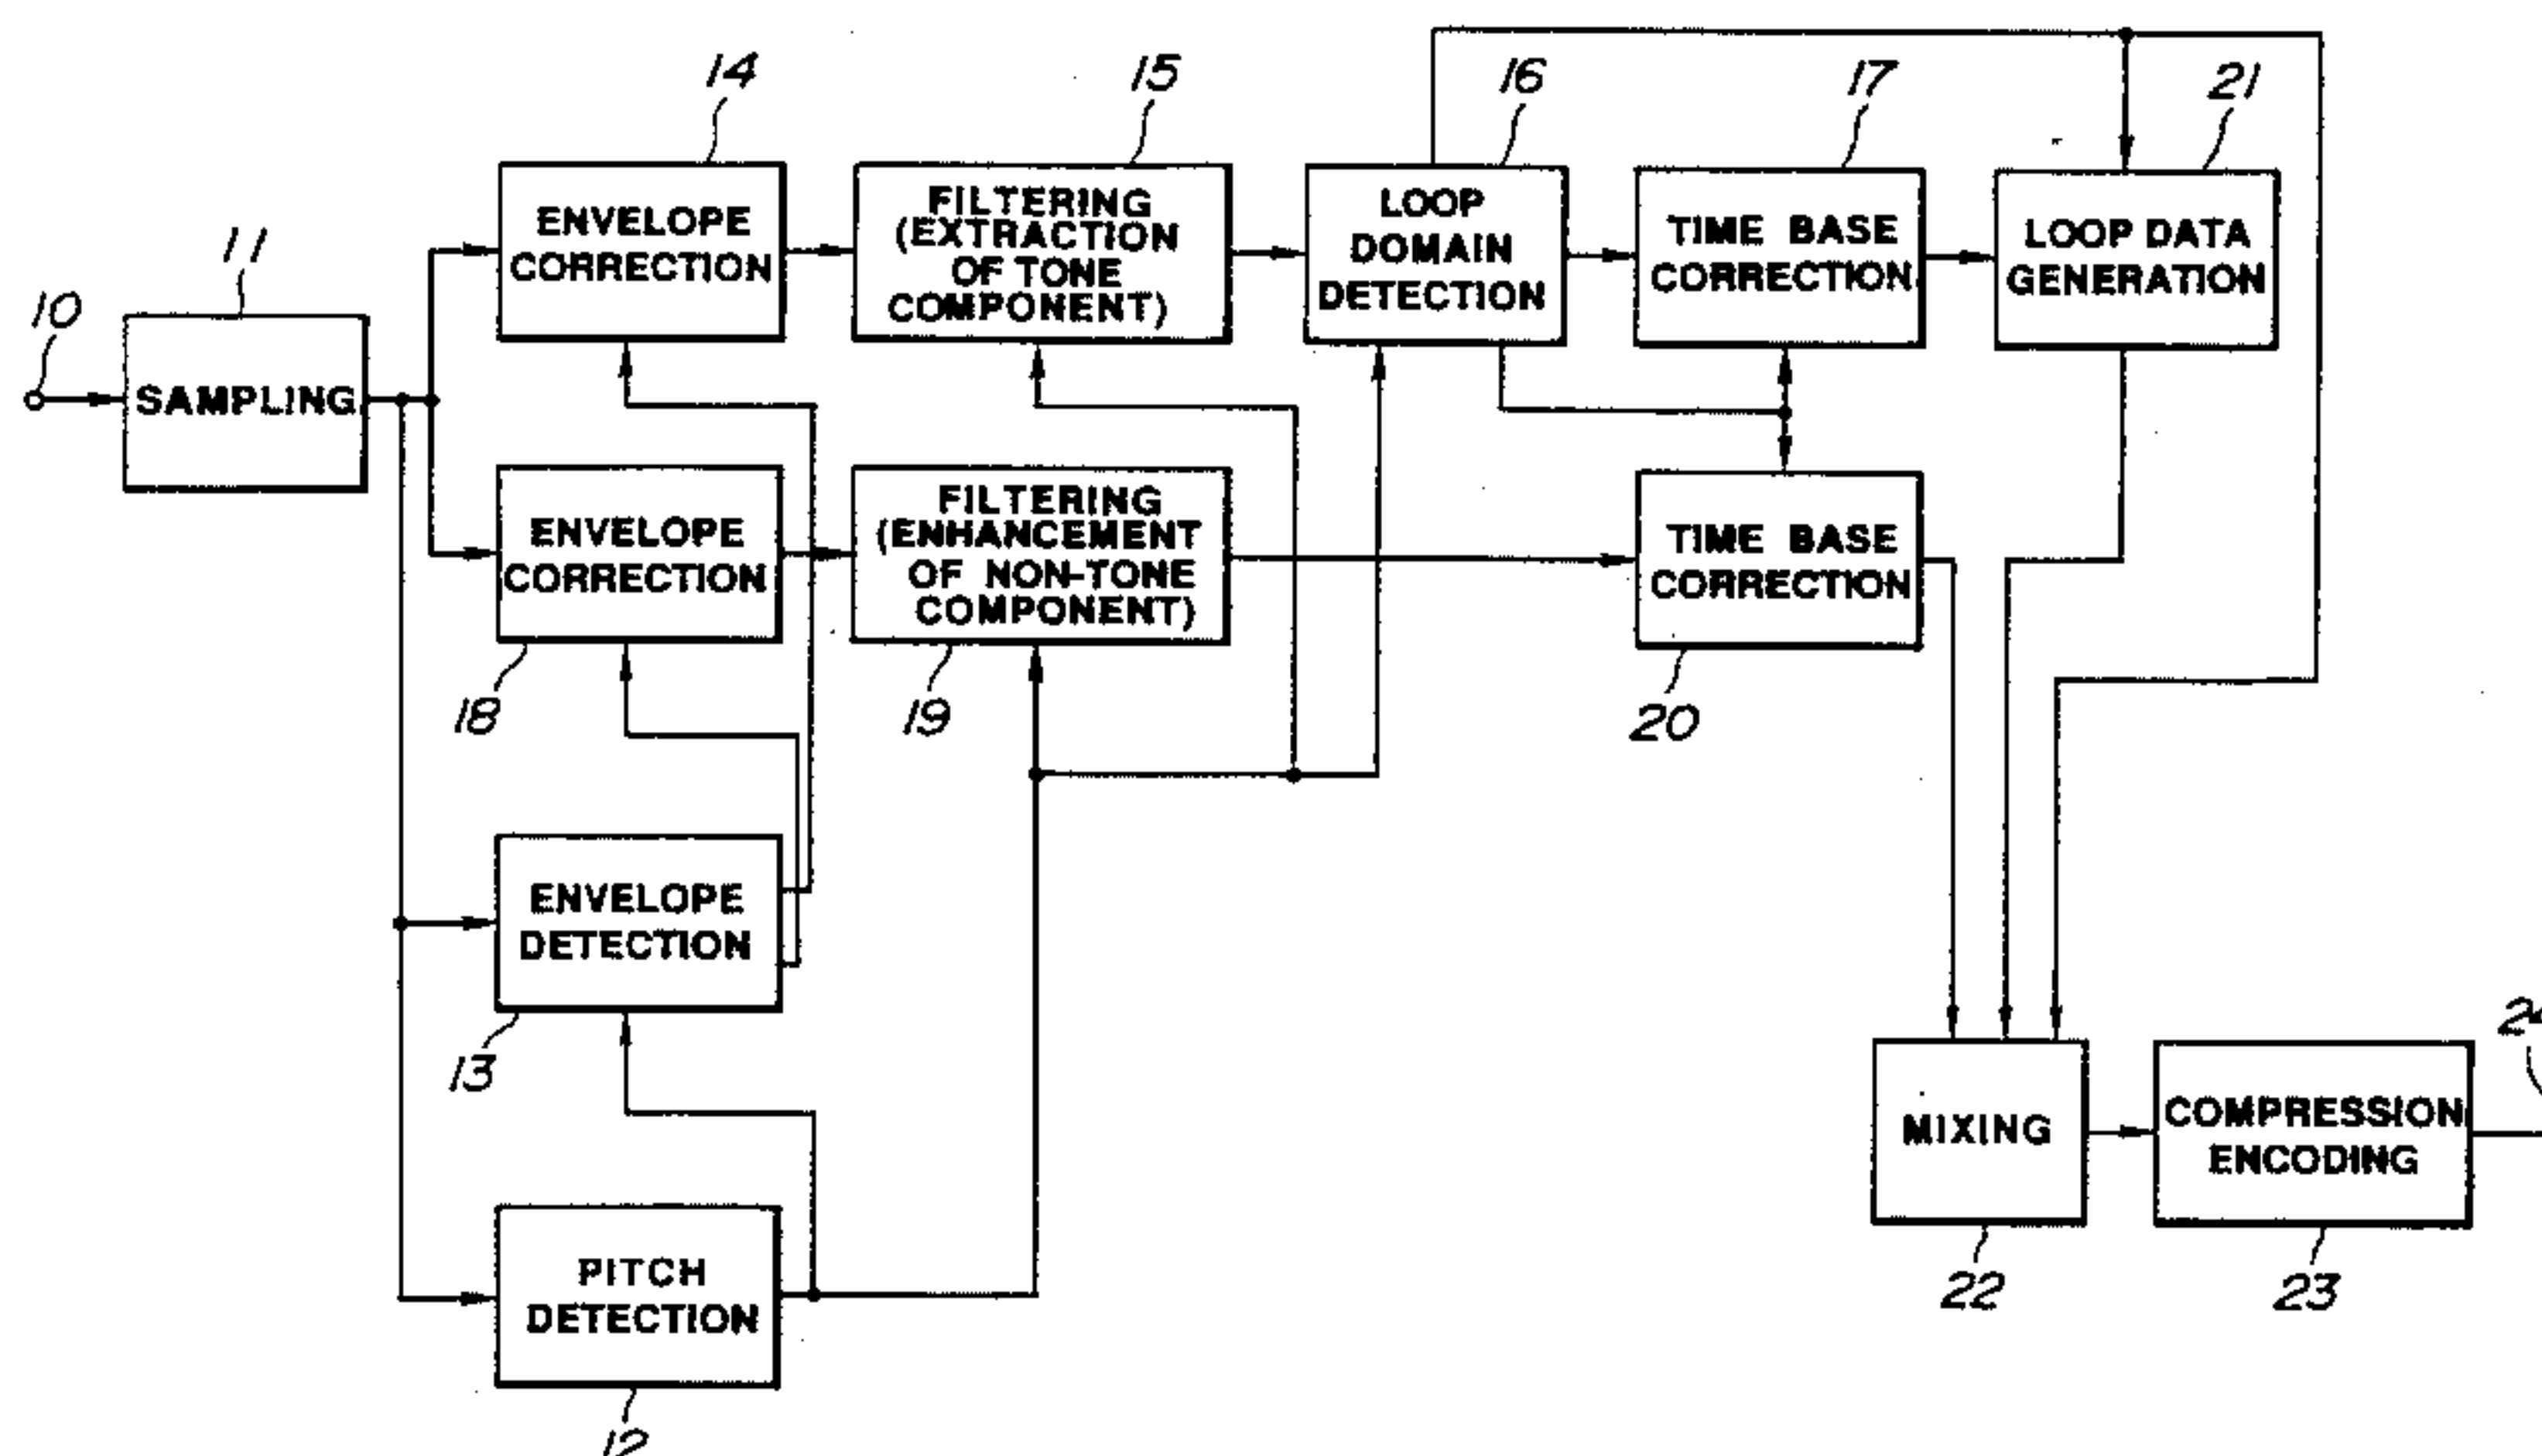 14
15
16
17
21
11
10
ENVELOPE
CORRECTION
FILTERING
(EXTRACTION
OF TONE
COMPONENT)
LOOP
DOMAIN
DETECTION
TIME BASE
CORRECTION
LOOP DATA
GENERATION
SAMPLING
ENVELOPE
CORRECTION
FILTERING
(ENHANCEMENT
OF NON-TONE
COMPONENT)
TIME BASE
CORRECTION
18
19
20
ENVELOPE
DETECTION
13
MIXING
COMPRESSION
ENCODING
22
23
PITCH
DETECTION
12